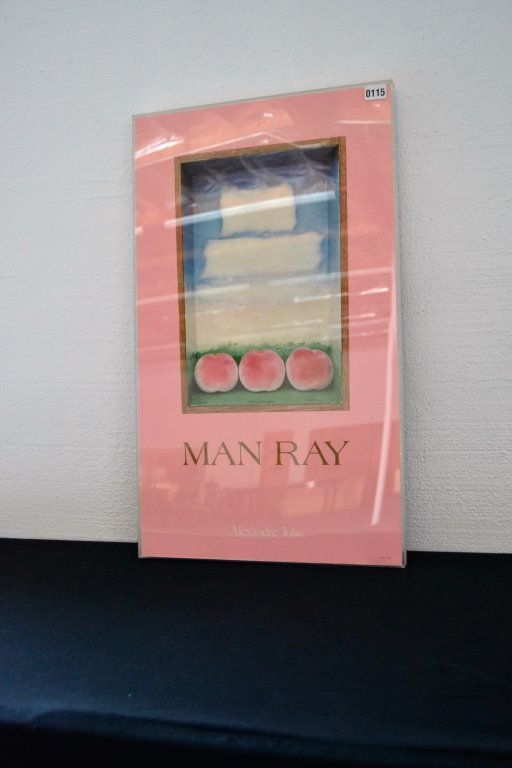 0115
MAN RAY
Alexandre Iolas